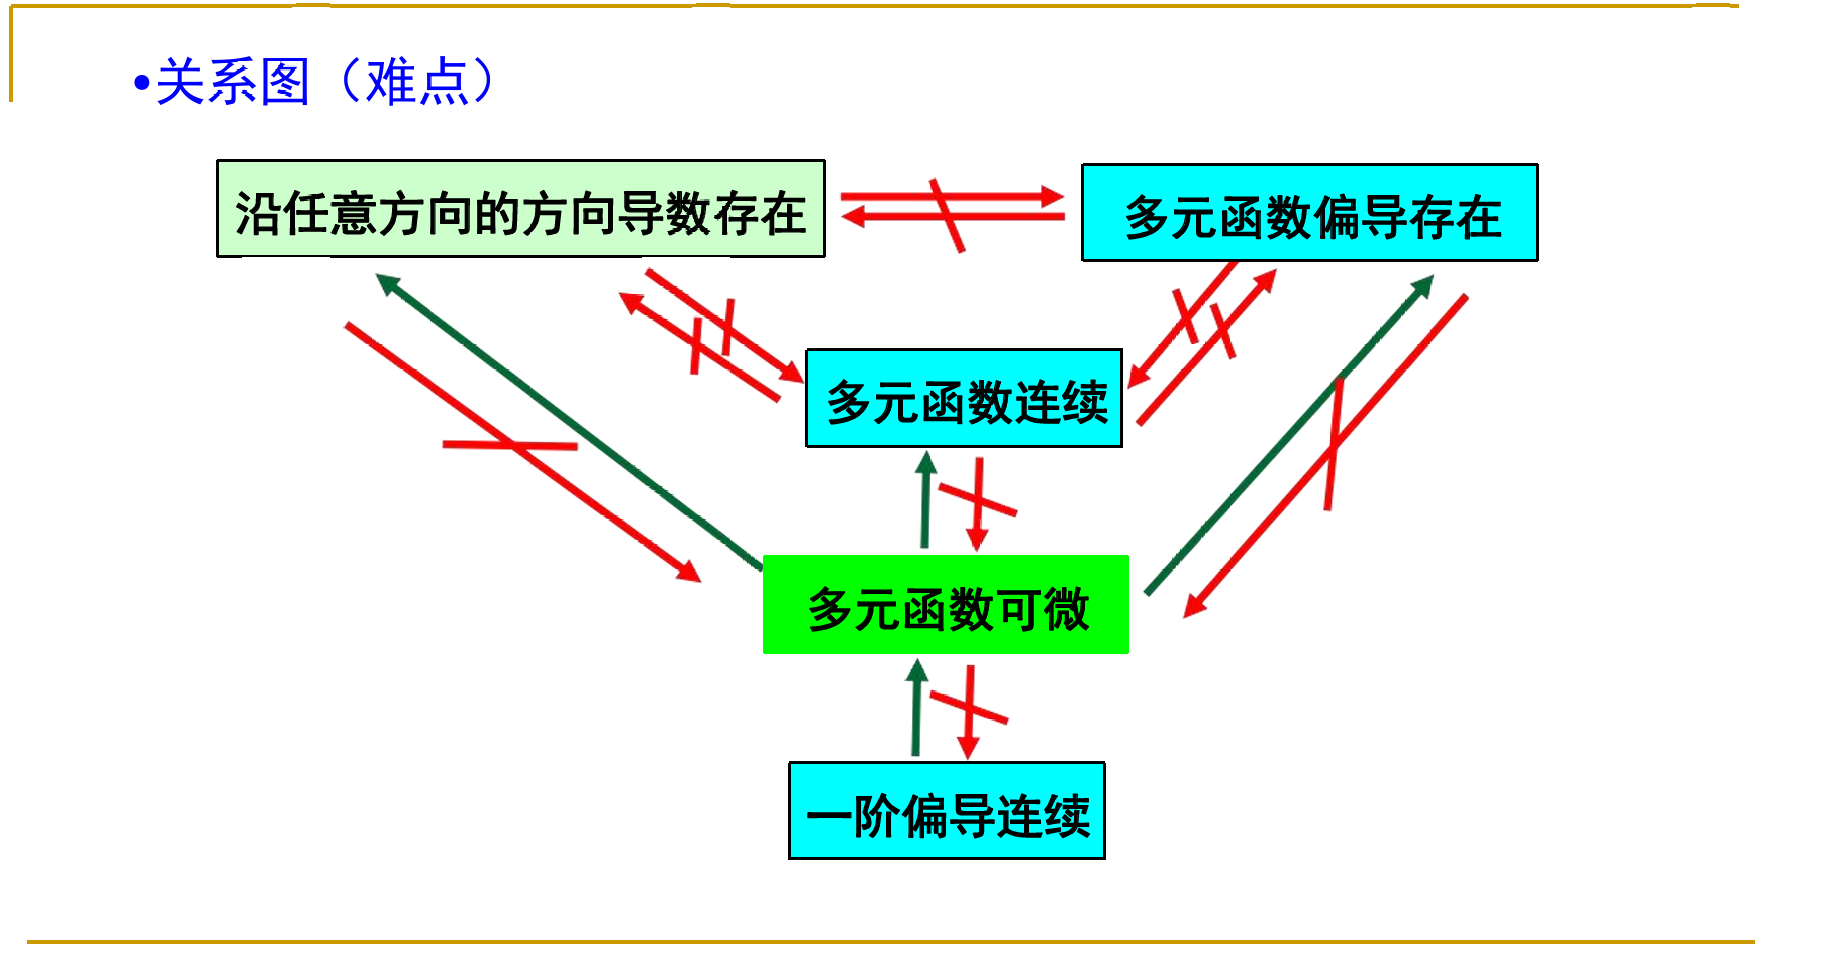 •关系图（难点）
沿任意方向的方向导数存在
多元函数偏导存在
多元函数连续
多元函数可微
一阶偏导连续